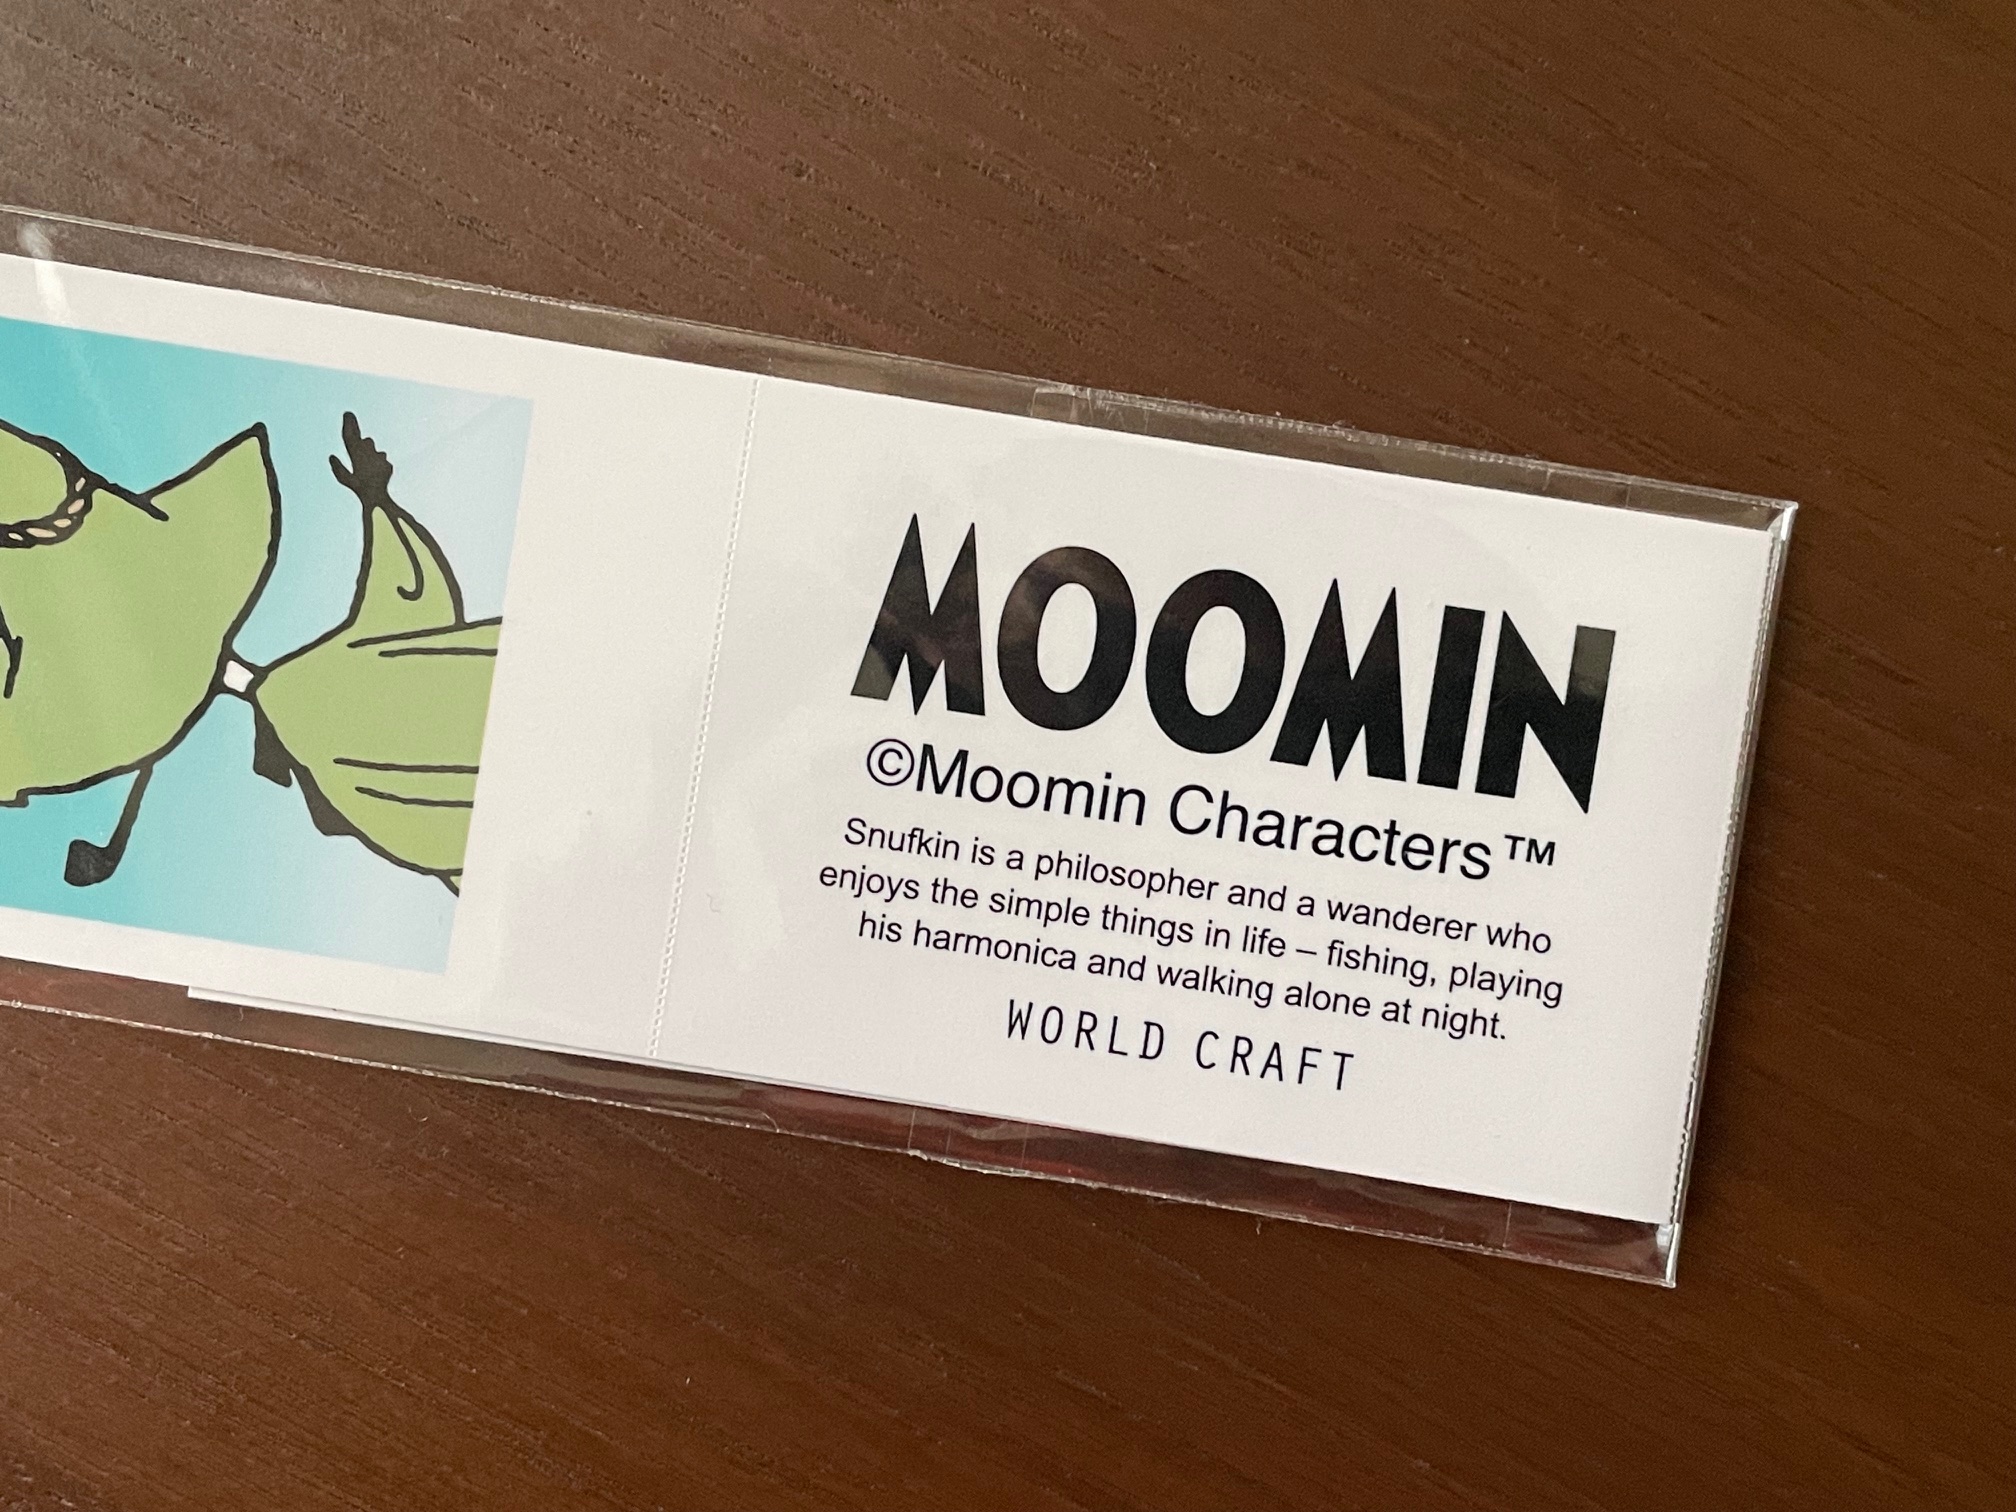 MOOMIN
©Moomin Characters™
Snufkin is a philosopher and a wanderer who
enjoys the simple things in life – fishing, playing
his harmonica and walking alone at night.
WORLD CRAFT